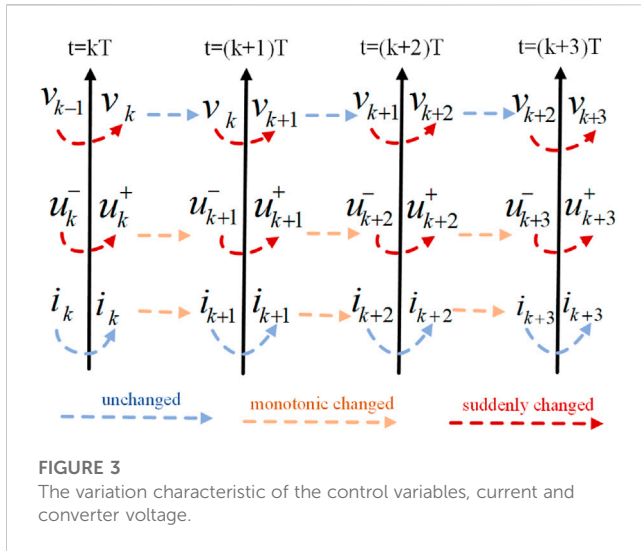 t=kT t=(k+1)T t=(k+2)T t=(k+3)T
v_{k-1} v_k v_k v_{k+1} v_{k+1} v_{k+2} v_{k+2} v_{k+3}
u_k^- u_k^+ u_{k+1}^- u_{k+1}^+ u_{k+2}^- u_{k+2}^+ u_{k+3}^- u_{k+3}^+
i_k i_k i_{k+1} i_{k+1} i_{k+2} i_{k+2} i_{k+3} i_{k+3}
unchanged monotonic changed suddenly changed
FIGURE 3
The variation characteristic of the control variables, current and
converter voltage.